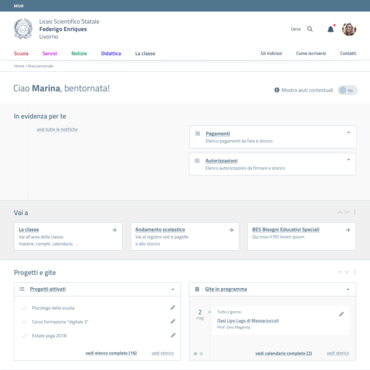 MIUR
Liceo Scientifico Statale
Federigo Enriques
Livorno
Cerca
Scuola Servizi Notizie Didattica La classe
Gli indirizzi Come iscriversi Contatti
Home / Area personale
Ciao Marina, bentornata!
Mostra aiuti contestuali
No
In evidenza per te
vedi tutte le notifiche
Pagamenti
Elenco pagamenti da fare e storico
Autorizzazioni
Elenco autorizzazioni da firmare e storico
Vai a
La classe
Vai all'area della classe:
materie, compiti, calendario, ...
Andamento scolastico
Vai al registro voti e pagelle
e allo storico
BES Bisogni Educativi Speciali
Qui trovi il PEI lorem ipsum
Progetti e gite
Progetti attivati
Psicologo della scuola
Corso formazione "digitale 3"
Estate yoga 2018
vedi elenco completo (16)
vedi storico
Gite in programma
2
mag
Tutto il giorno
Oasi Lipu Lago di Massaciuccoli
Prof. Gino Magenta
vedi calendario completo (2)
vedi storico